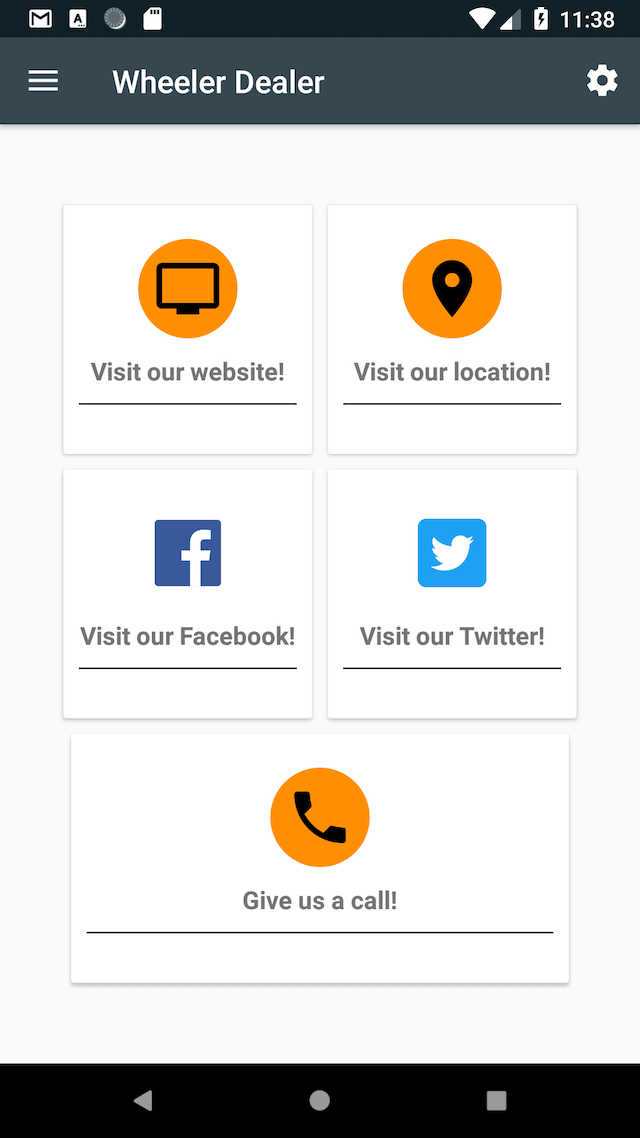 11:38
Wheeler Dealer
Visit our website!
Visit our location!
Visit our Facebook!
Visit our Twitter!
Give us a call!